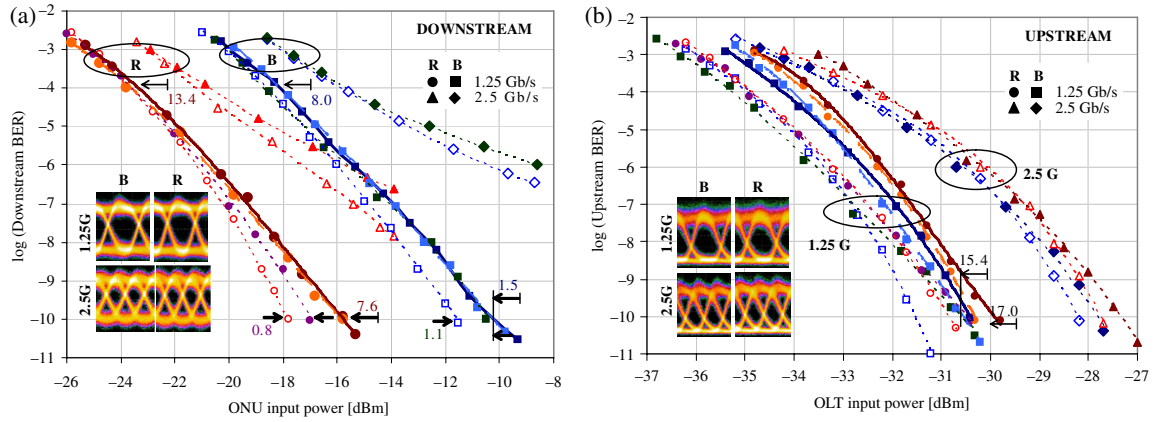 (a)
DOWNSTREAM
R B
1.25 Gb/s
2.5 Gb/s
R
B
13.4
8.0
B R
1.25G
2.5G
0.8
7.6
1.1
1.5
log (Downstream BER)
-1
-2
-3
-4
-5
-6
-7
-8
-9
-10
-11
-26 -24 -22 -20 -18 -16 -14 -12 -10 -8 -6
ONU input power [dBm]
(b)
UPSTREAM
R B
1.25 Gb/s
2.5 Gb/s
2.5 G
1.25 G
B R
1.25G
2.5G
15.4
17.0
log (Upstream BER)
-1
-2
-3
-4
-5
-6
-7
-8
-9
-10
-11
-37 -36 -35 -34 -33 -32 -31 -30 -29 -28 -27
OLT input power [dBm]